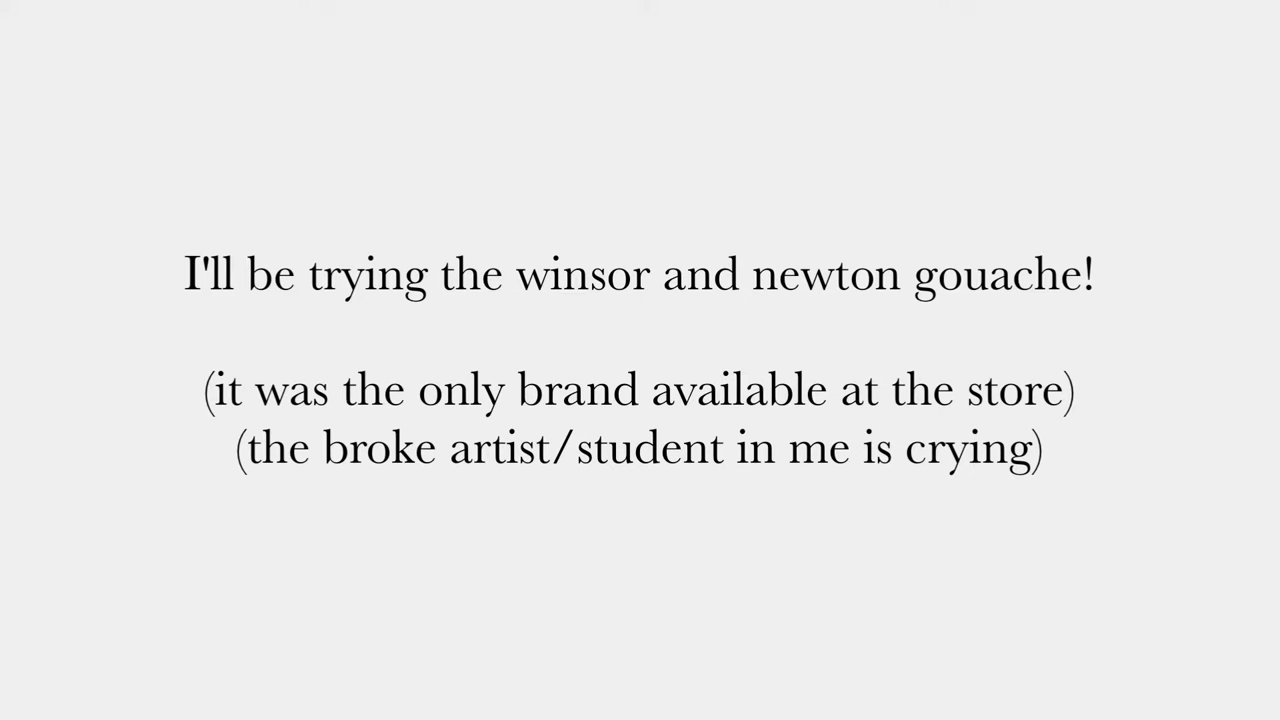 I'll be trying the winsor and newton gouache!
(it was the only brand available at the store)
(the broke artist/student in me is crying)